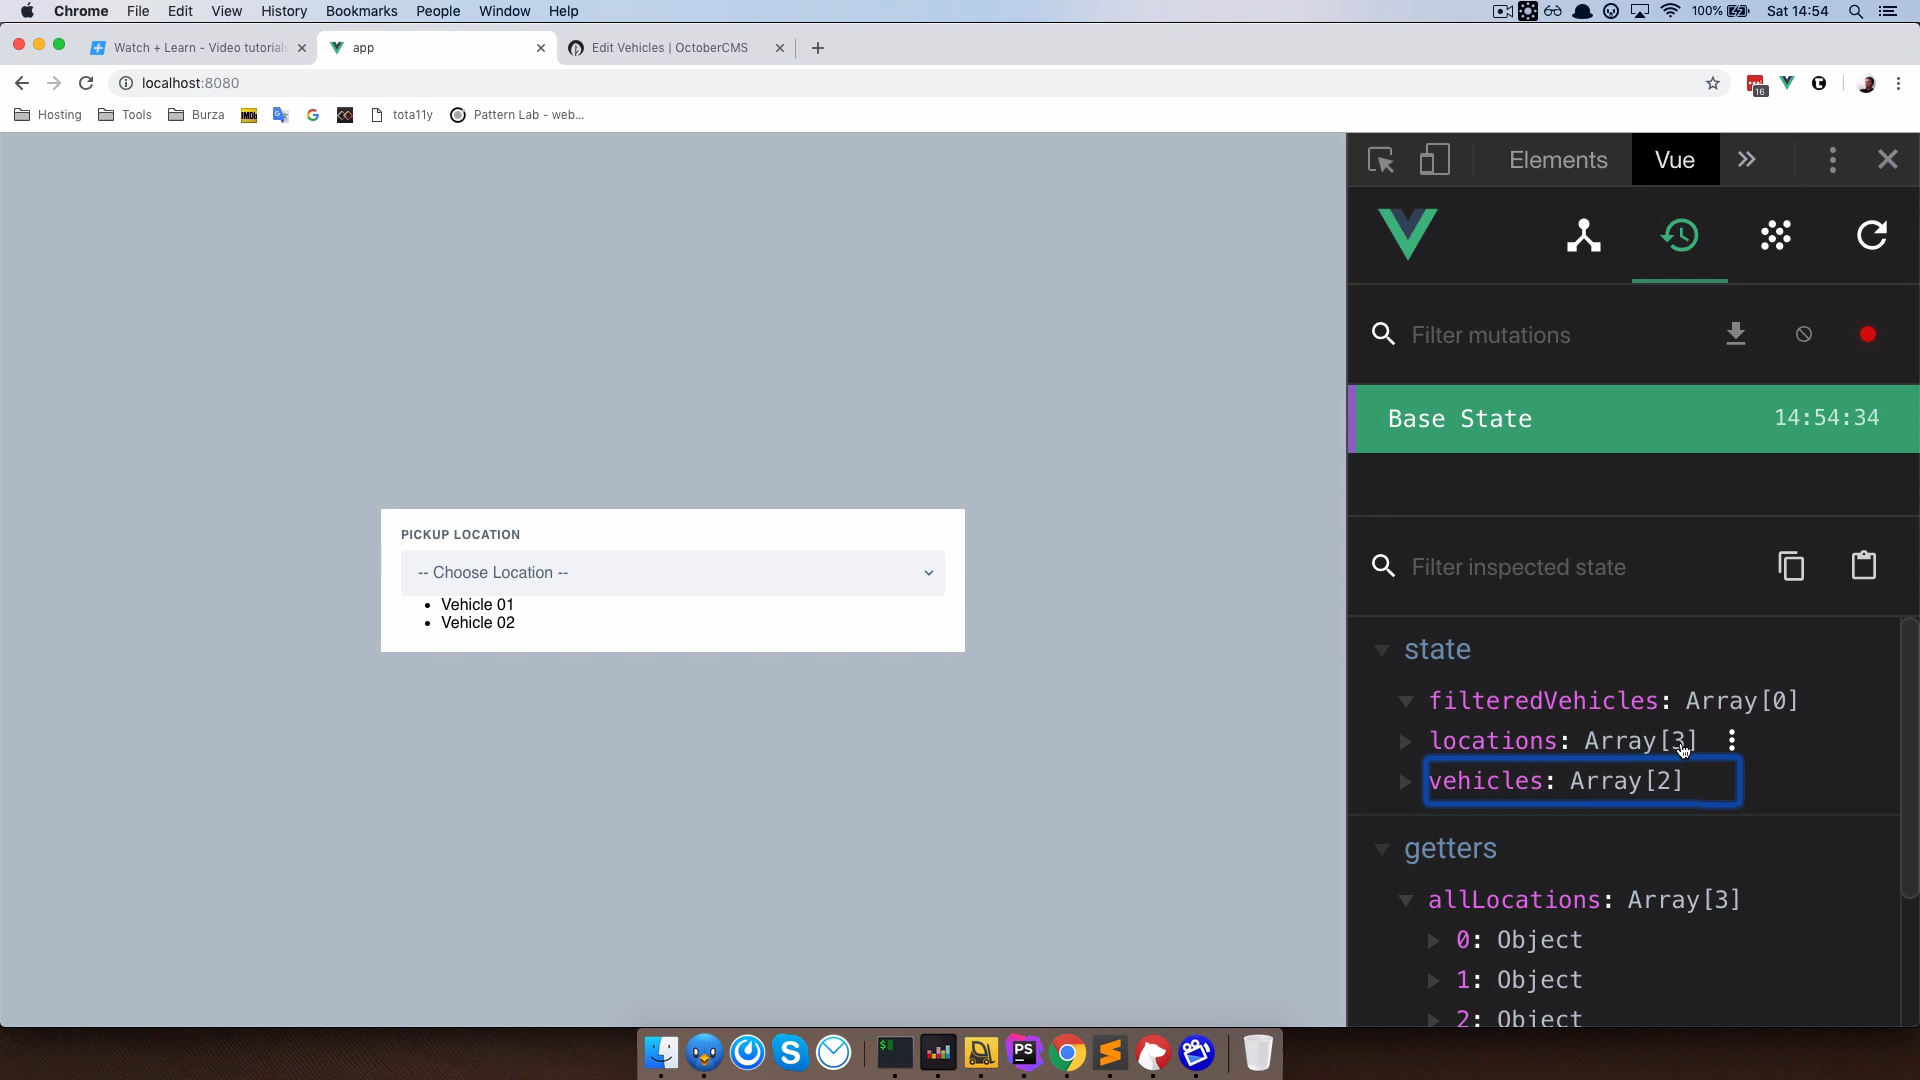 Chrome File Edit View History Bookmarks People Window Help 100% Sat 14:54
Watch + Learn - Video tutorials app Edit Vehicles | OctoberCMS
localhost:8080 16
Hosting Tools Burza IMDb G tota11y Pattern Lab - web...
Elements Vue
Filter mutations
Base State 14:54:34
PICKUP LOCATION
-- Choose Location --
Vehicle 01
Vehicle 02
Filter inspected state
state
filteredVehicles: Array[0]
locations: Array[3]
vehicles: Array[2]
getters
allLocations: Array[3]
0: Object
1: Object
2: Object
$ PS